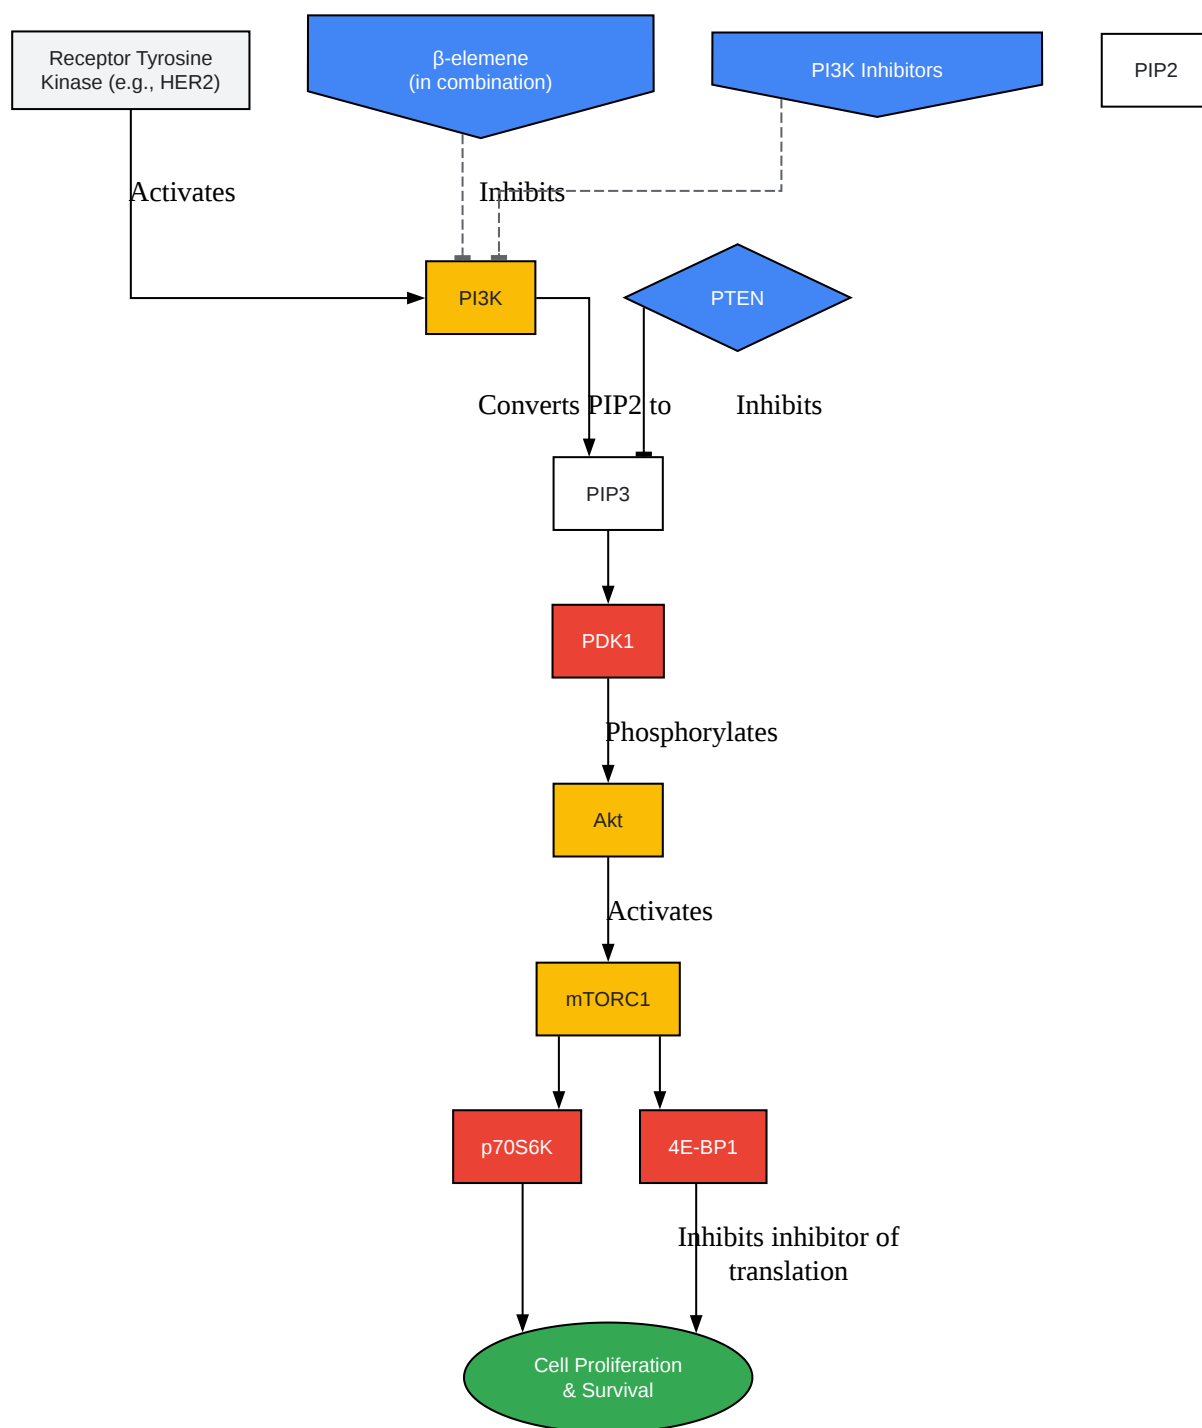 Receptor Tyrosine
Kinase (e.g., HER2)
β-elemene
(in combination)
PI3K Inhibitors
PIP2
Activates
Inhibits
PI3K
PTEN
Converts PIP2 to
Inhibits
PIP3
PDK1
Phosphorylates
Akt
Activates
mTORC1
p70S6K
4E-BP1
Inhibits inhibitor of
translation
Cell Proliferation
& Survival